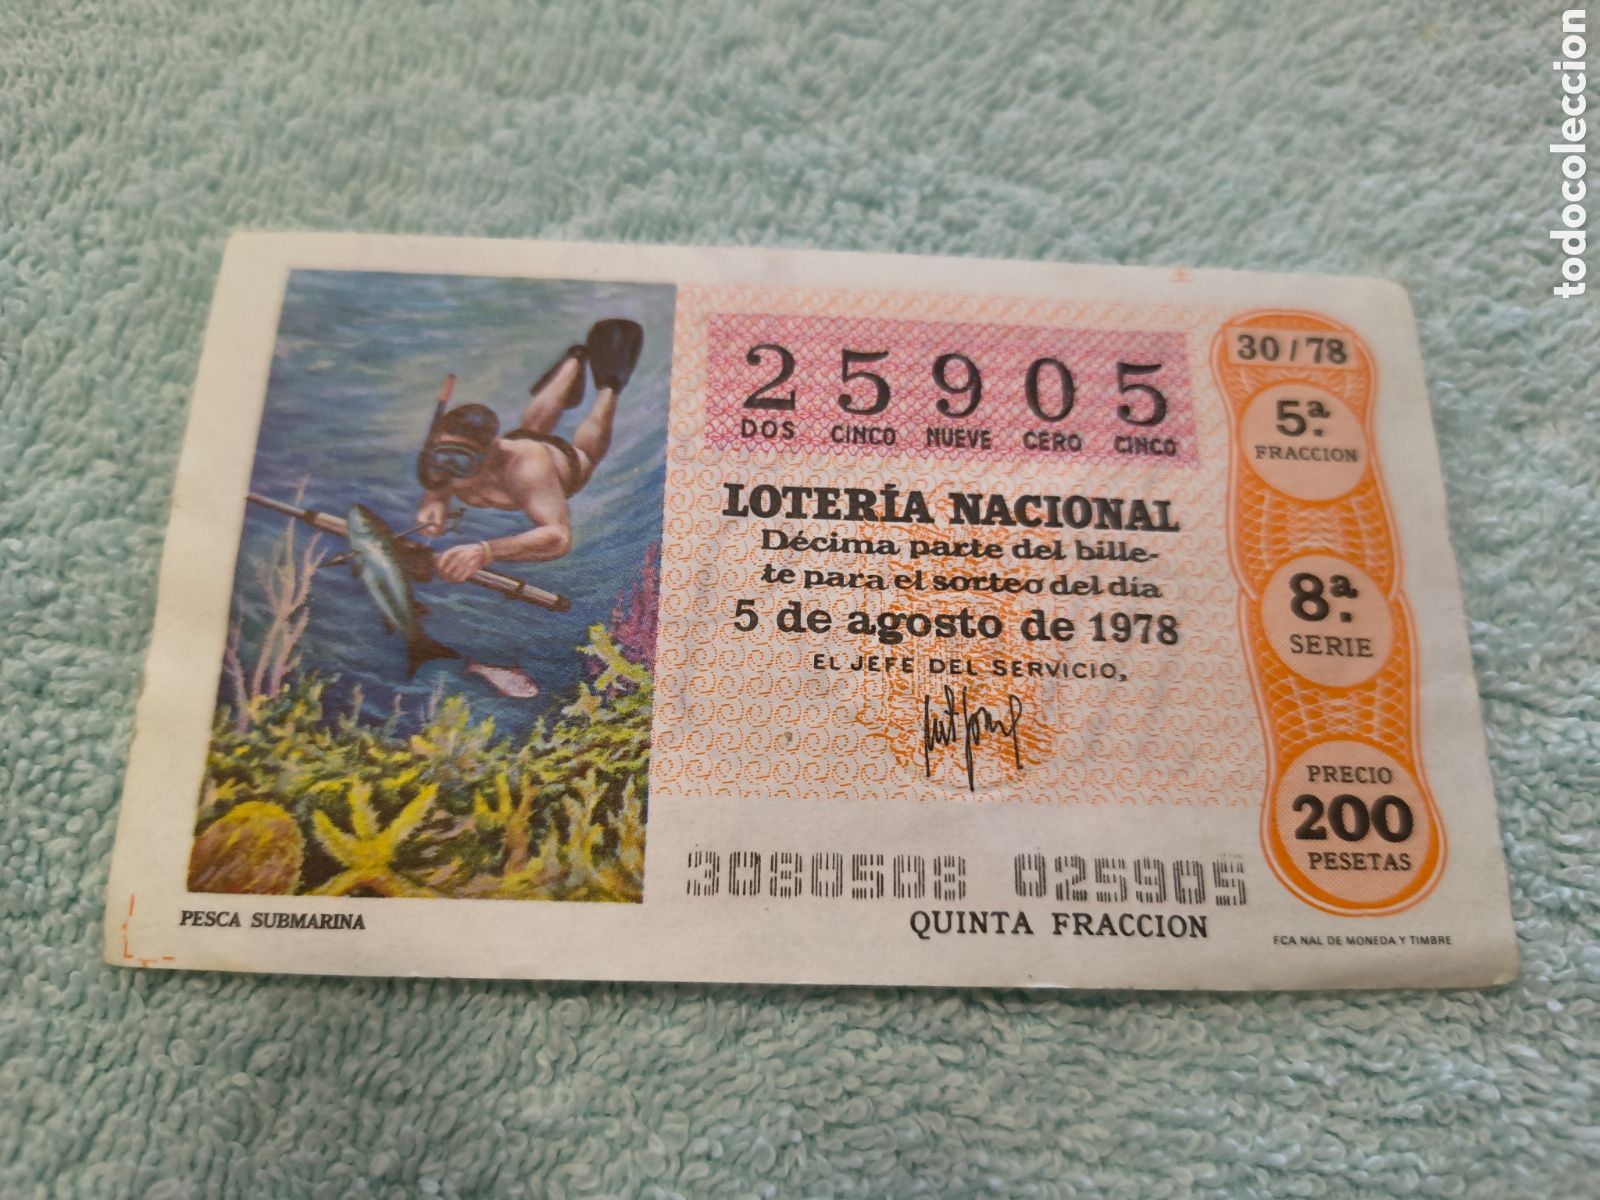 todocoleccion
25905
DOS CINCO NUEVE CERO CINCO
LOTERÍA NACIONAL
Décima parte del bille-
te para el sorteo del día
5 de agosto de 1978
EL JEFE DEL SERVICIO,
30/78
5ª.
FRACCION
8ª.
SERIE
PRECIO
200
PESETAS
3080508 025905
QUINTA FRACCION
PESCA SUBMARINA
FCA NAL DE MONEDA Y TIMBRE